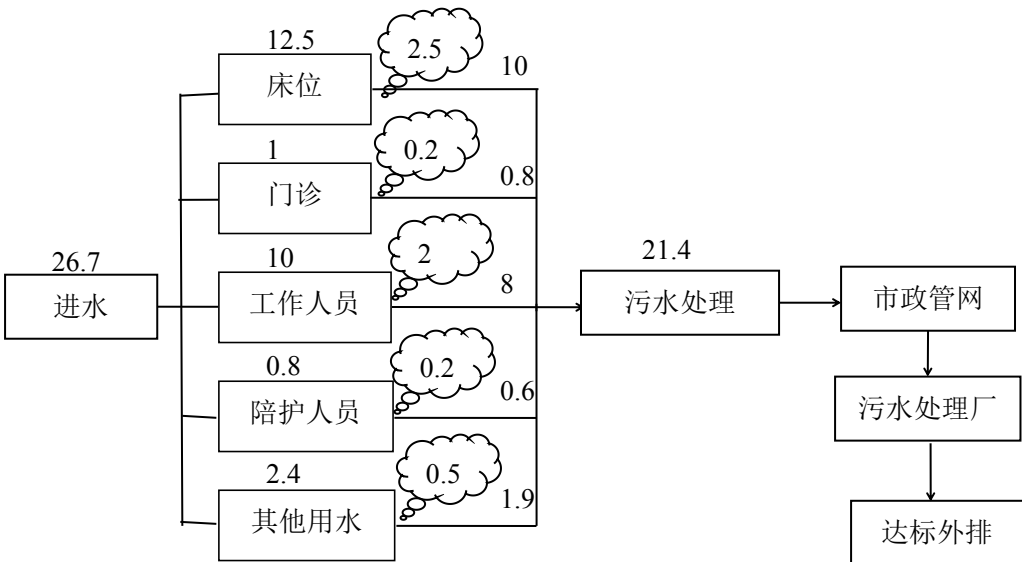 12.5
2.5
10
床位
1
0.2
0.8
门诊
26.7
进水
10
2
8
工作人员
21.4
污水处理
市政管网
0.8
0.2
0.6
陪护人员
污水处理厂
2.4
0.5
1.9
其他用水
达标外排